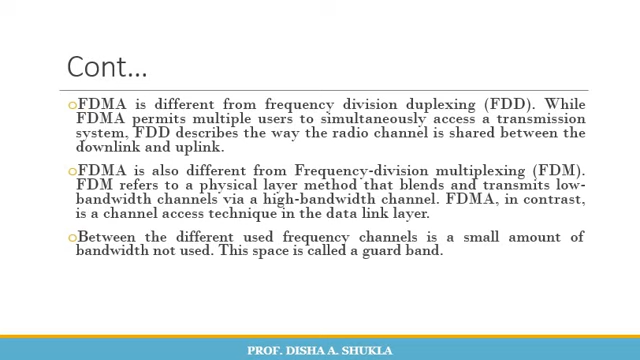 Cont…
FDMA is different from frequency division duplexing (FDD). While
FDMA permits multiple users to simultaneously access a transmission
system, FDD describes the way the radio channel is shared between the
downlink and uplink.
FDMA is also different from Frequency-division multiplexing (FDM).
FDM refers to a physical layer method that blends and transmits low-
bandwidth channels via a high-bandwidth channel. FDMA, in contrast,
is a channel access technique in the data link layer.
Between the different used frequency channels is a small amount of
bandwidth not used. This space is called a guard band.
PROF. DISHA A. SHUKLA